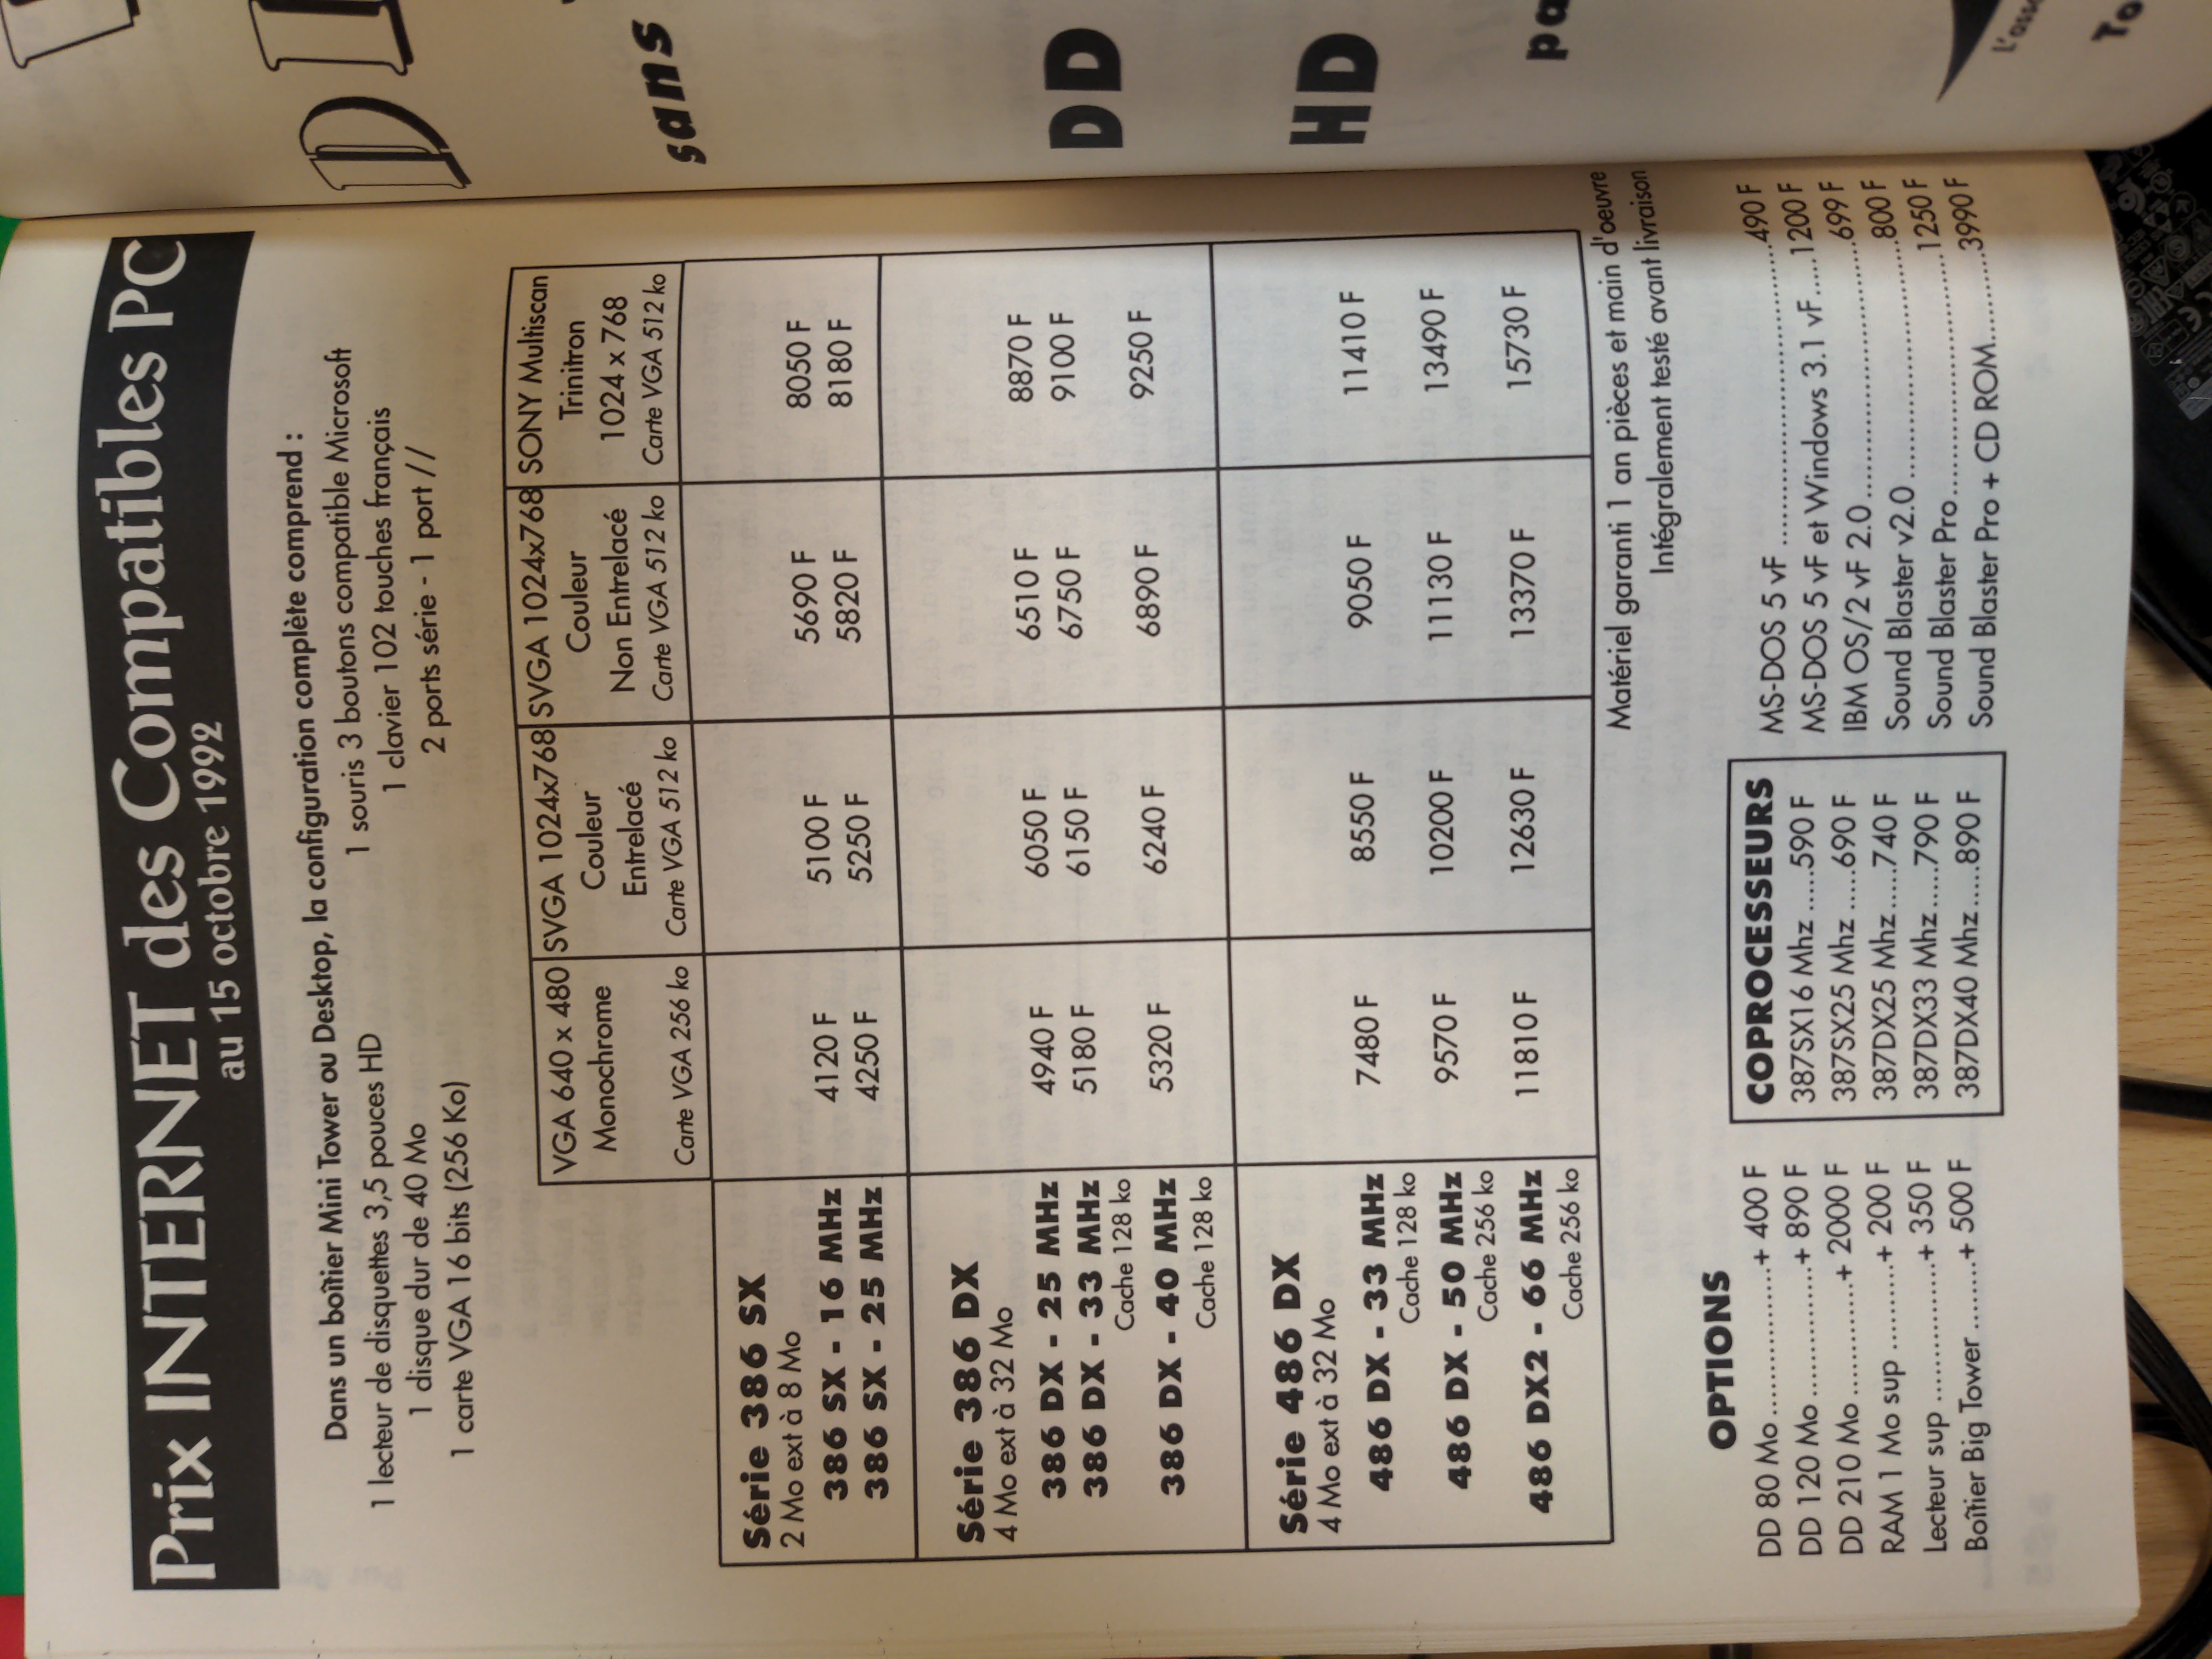 Prix INTERNET des Compatibles PC
au 15 octobre 1992
Dans un boîtier Mini Tower ou Desktop, la configuration complète comprend :
1 lecteur de disquettes 3,5 pouces HD
1 souris 3 boutons compatible Microsoft
1 disque dur de 40 Mo
1 clavier 102 touches français
1 carte VGA 16 bits (256 Ko)
2 ports série - 1 port //
VGA 640 x 480 SVGA 1024x768 SVGA 1024x768 SONY Multiscan
Monochrome Couleur Couleur Trinitron
Entrelacé Non Entrelacé 1024 x 768
Carte VGA 256 ko Carte VGA 512 ko Carte VGA 512 ko Carte VGA 512 ko
Série 386 SX
2 Mo ext à 8 Mo
386 SX - 16 MHz 4120 F 5100 F 5690 F 8050 F
386 SX - 25 MHz 4250 F 5250 F 5820 F 8180 F
Série 386 DX
4 Mo ext à 32 Mo
386 DX - 25 MHz 4940 F 6050 F 6510 F 8870 F
386 DX - 33 MHz 5180 F 6150 F 6750 F 9100 F
Cache 128 ko
386 DX - 40 MHz 5320 F 6240 F 6890 F 9250 F
Cache 128 ko
Série 486 DX
4 Mo ext à 32 Mo
486 DX - 33 MHz 7480 F 8550 F 9050 F 11410 F
Cache 128 ko
486 DX - 50 MHz 9570 F 10200 F 11130 F 13490 F
Cache 256 ko
486 DX2 - 66 MHz 11810 F 12630 F 13370 F 15730 F
Cache 256 ko
Matériel garanti 1 an pièces et main d'oeuvre
Intégralement testé avant livraison
OPTIONS
DD 80 Mo..............+ 400 F
DD 120 Mo............+ 890 F
DD 210 Mo..........+ 2000 F
RAM 1 Mo sup ........+ 200 F
Lecteur sup ............+ 350 F
Boîtier Big Tower .......+ 500 F
COPROCESSEURS
387SX16 Mhz .....590 F
387SX25 Mhz .....690 F
387DX25 Mhz.....740 F
387DX33 Mhz.....790 F
387DX40 Mhz.....890 F
MS-DOS 5 vF ................................490 F
MS-DOS 5 vF et Windows 3.1 vF....1200 F
IBM OS/2 vF 2.0...........................699 F
Sound Blaster v2.0.........................800 F
Sound Blaster Pro.........................1250 F
Sound Blaster Pro + CD ROM.........3990 F
sans
DD
HD
pa
L'asse
To